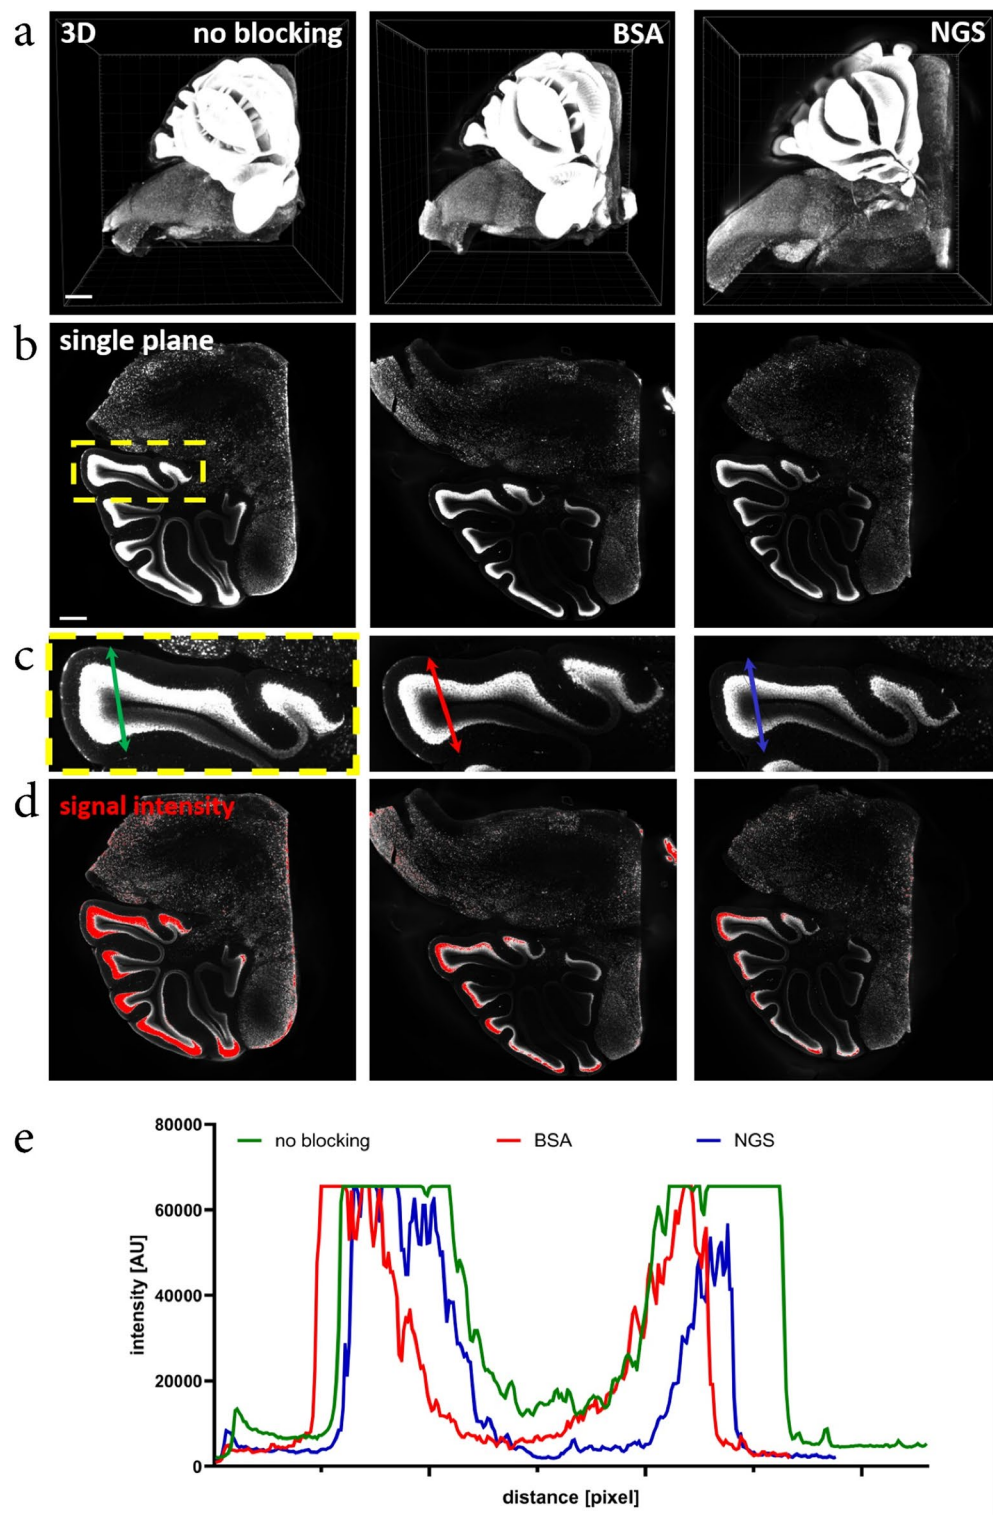 a
3D
no blocking
BSA
NGS
b
single plane
c
d
signal intensity
e
80000
60000
40000
20000
0
no blocking
BSA
NGS
intensity [AU]
distance [pixel]